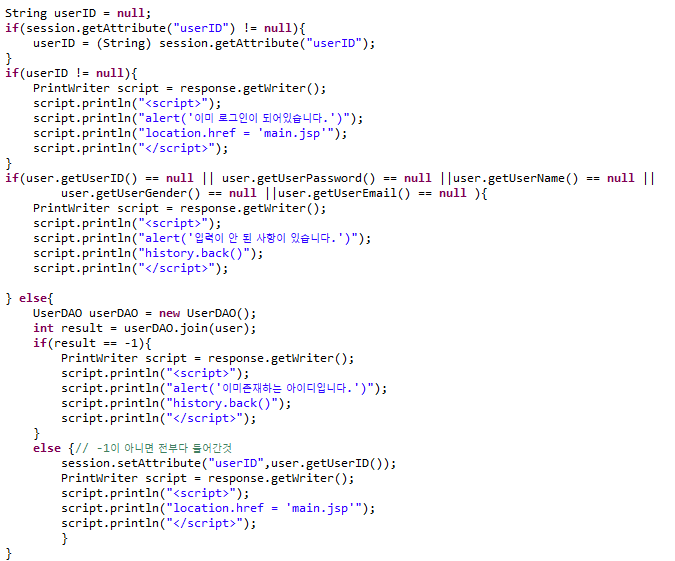 String userID = null;
if(session.getAttribute("userID") != null){
    userID = (String) session.getAttribute("userID");
}
if(userID != null){
    PrintWriter script = response.getWriter();
    script.println("<script>");
    script.println("alert('이미 로그인이 되어있습니다.')");
    script.println("location.href = 'main.jsp'");
    script.println("</script>");
}
if(user.getUserID() == null || user.getUserPassword() == null ||user.getUserName() == null ||
        user.getUserGender() == null ||user.getUserEmail() == null ){
    PrintWriter script = response.getWriter();
    script.println("<script>");
    script.println("alert('입력이 안 된 사항이 있습니다.')");
    script.println("history.back()");
    script.println("</script>");

} else{
    UserDAO userDAO = new UserDAO();
    int result = userDAO.join(user);
    if(result == -1){
        PrintWriter script = response.getWriter();
        script.println("<script>");
        script.println("alert('이미존재하는 아이디입니다.')");
        script.println("history.back()");
        script.println("</script>");
    }
    else {// -1이 아니면 전부다 들어간것
        session.setAttribute("userID",user.getUserID());
        PrintWriter script = response.getWriter();
        script.println("<script>");
        script.println("location.href = 'main.jsp'");
        script.println("</script>");
        }
}